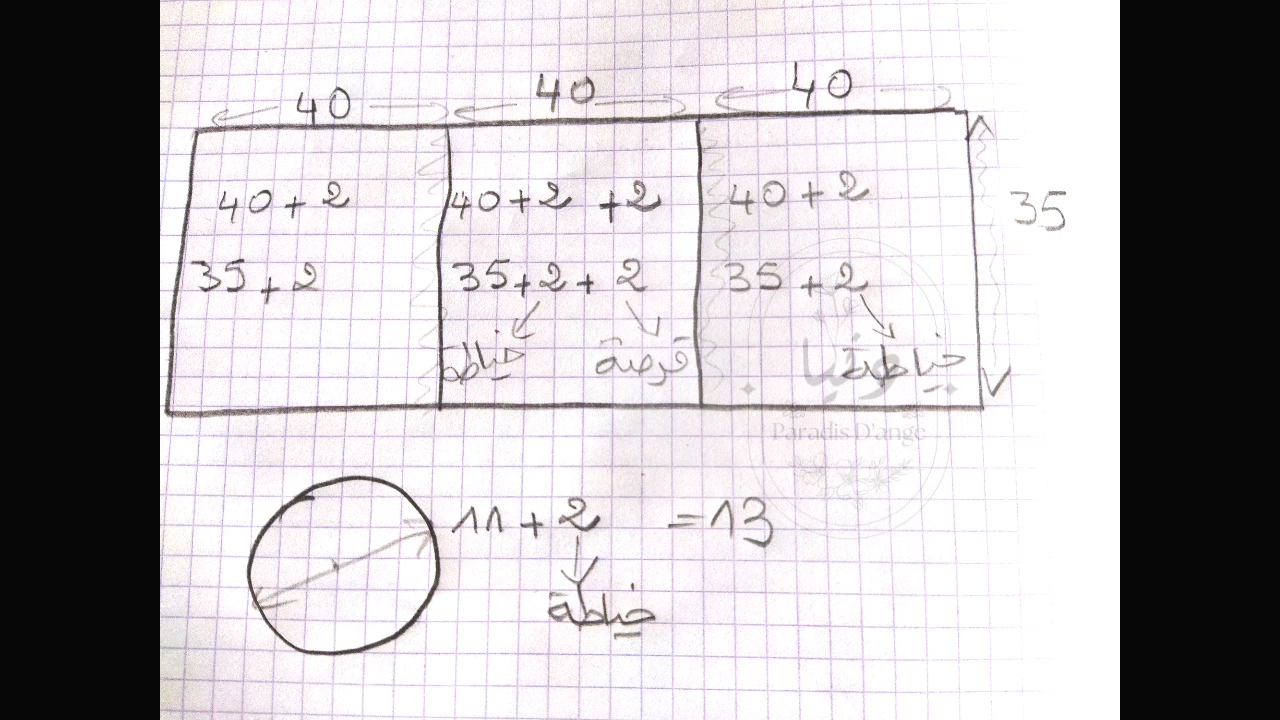 40 40 40
40 + 2 40 + 2 + 2 40 + 2
35
35 + 2 35 + 2 + 2 35 + 2
خياطة قرصة خياطة
Paradis D'ange
11 + 2 = 13
خياطة